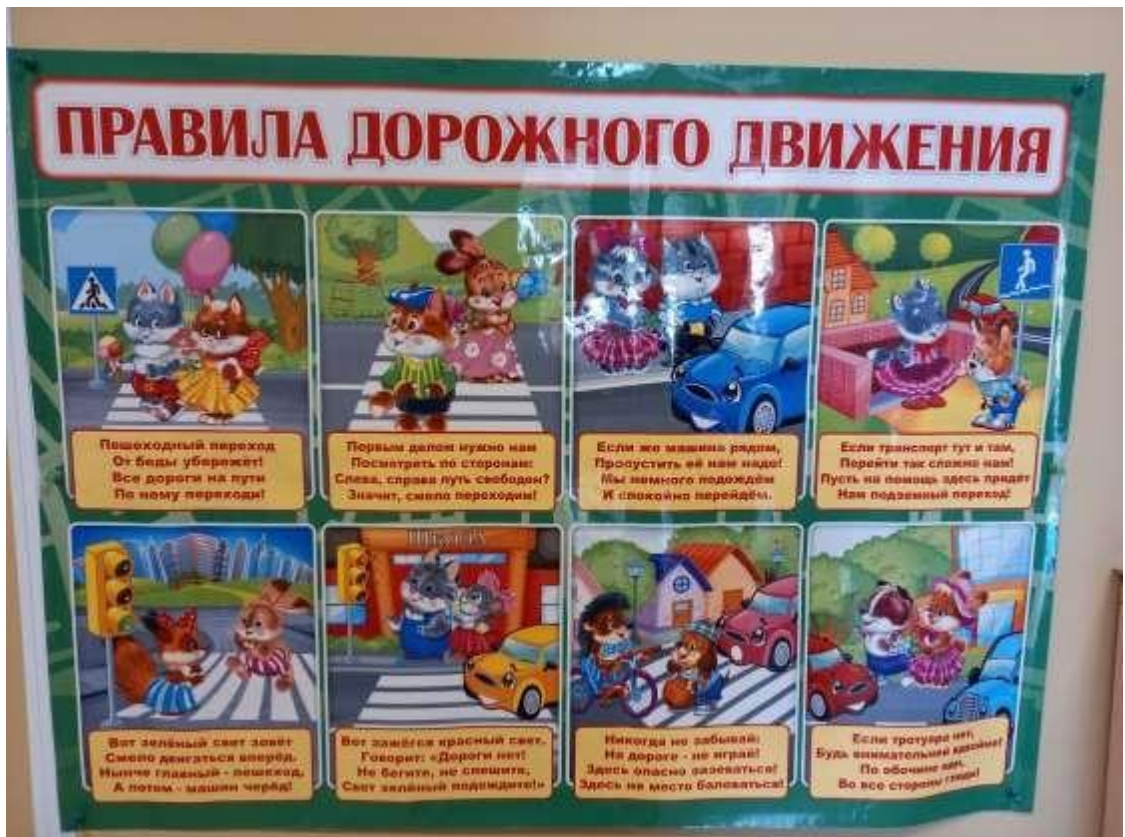 ПРАВИЛА ДОРОЖНОГО ДВИЖЕНИЯ
Пешеходный переход
От беды убережёт!
Все дороги на пути
По нему переходи!
Первым делом нужно нам
Посмотреть по сторонам:
Слева, справа путь свободен?
Значит, смело переходим!
Если же машина рядом,
Пропустить её нам надо!
Мы немного подождём
И спокойно перейдём.
Если транспорт тут и там,
Перейти так сложно нам!
Пусть на помощь здесь придёт
Нам подземный переход!
ШКОЛА
Вот зелёный свет зовёт
Смело двигаться вперёд.
Нынче главный - пешеход,
А потом - машин черёд!
Вот зажёгся красный свет,
Говорит: «Дороги нет!
Не бегите, не спешите,
Свет зелёный подождите!»
Никогда не забывай:
На дороге - не играй!
Здесь опасно зазеваться!
Здесь не место баловаться!
Если тротуара нет,
Будь внимательней вдвойне!
По обочине иди,
Во все стороны гляди!